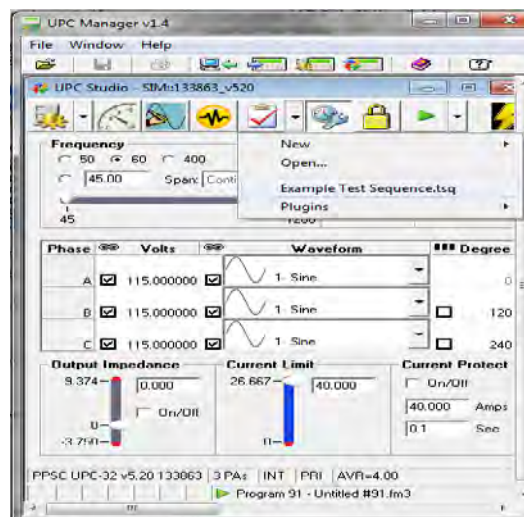 UPC Manager v1.4
File Window Help
UPC Studio - SIM::133863_v520
New
Open...
Example Test Sequence.tsq
Plugins
Frequency
50 60 400
45.00 Span: Conti
45 1200
Phase Volts Waveform Degree
A 115.000000 1- Sine 0
B 115.000000 1- Sine 120
C 115.000000 1- Sine 240
Output Impedance Current Limit Current Protect
9.374 0.000 26.667 40.000 On/Off
On/Off 40.000 Amps
0 0.1 Sec
-3.750 0
PPSC UPC-32 v5.20 133863 3 PAs INT PRI AVR=4.00
Program 91 - Untitled #91.fm3